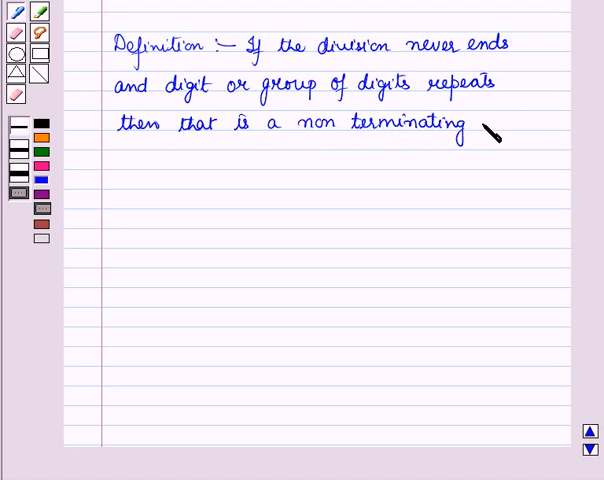 Definition :- If the division never ends
and digit or group of digits repeats
then that is a non terminating